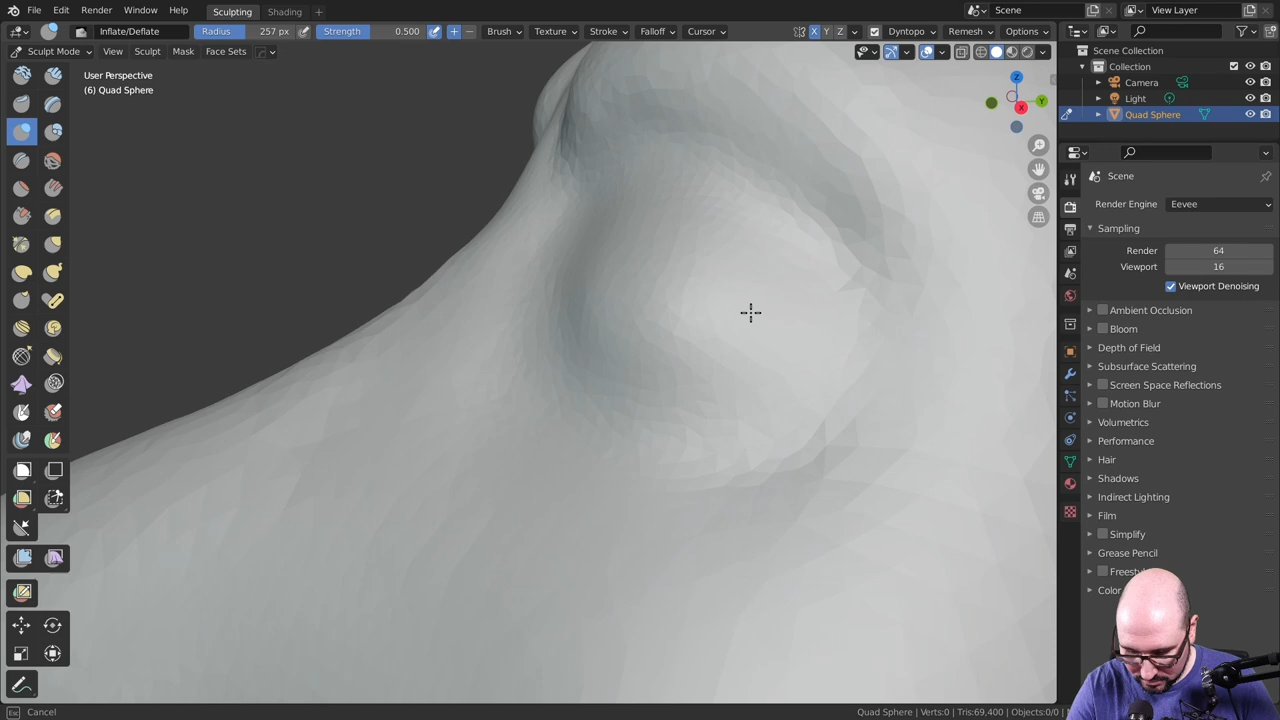 File Edit Render Window Help Sculpting Shading + Scene View Layer
Inflate/Deflate Radius 257 px Strength 0.500 + − Brush Texture Stroke Falloff Cursor X Y Z Dyntopo Remesh Options
Sculpt Mode View Sculpt Mask Face Sets
User Perspective
(6) Quad Sphere
Z
Y
X
Scene Collection
Collection
Camera
Light
Quad Sphere
Scene
Render Engine Eevee
Sampling
Render 64
Viewport 16
Viewport Denoising
Ambient Occlusion
Bloom
Depth of Field
Subsurface Scattering
Screen Space Reflections
Motion Blur
Volumetrics
Performance
Hair
Shadows
Indirect Lighting
Film
Simplify
Grease Pencil
Esc Cancel Quad Sphere | Verts:0 | Tris:69,400 | Objects:0/0